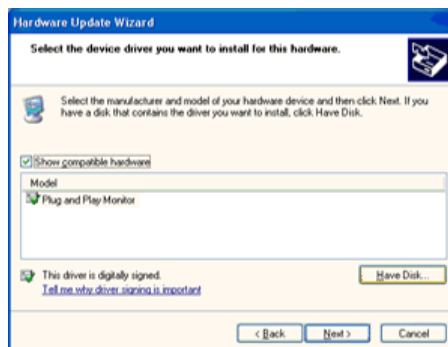 Hardware Update Wizard
Select the device driver you want to install for this hardware.
Select the manufacturer and model of your hardware device and then click Next. If you
have a disk that contains the driver you want to install, click Have Disk.
Show compatible hardware
Model
Plug and Play Monitor
This driver is digitally signed.
Tell me why driver signing is important
Have Disk...
< Back
Next >
Cancel